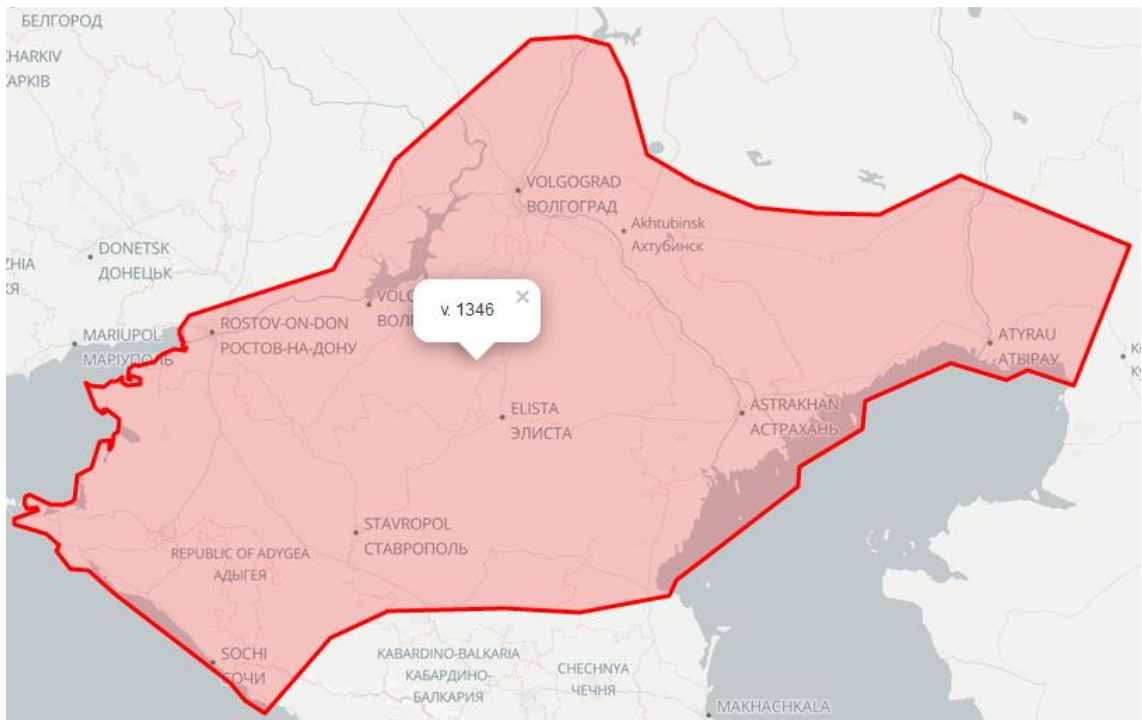 БЕЛГОРОД
KHARKIV
VOLGOGRAD
ВОЛГОГРАД
Akhtubinsk
Ахтубинск
DONETSK
ДОНЕЦЬК
v. 1346
×
ROSTOV-ON-DON
РОСТОВ-НА-ДОНУ
MARIUPOL
МАРІУПОЛЬ
ATYRAU
АТЫРАУ
ELISTA
ЭЛИСТА
ASTRAKHAN
АСТРАХАНЬ
STAVROPOL
СТАВРОПОЛЬ
REPUBLIC OF ADYGEA
АДЫГЕЯ
SOCHI
СОЧИ
KABARDINO-BALKARIA
КАБАРДИНО-
БАЛКАРИЯ
CHECHNYA
ЧЕЧНЯ
MAKHACHKALA